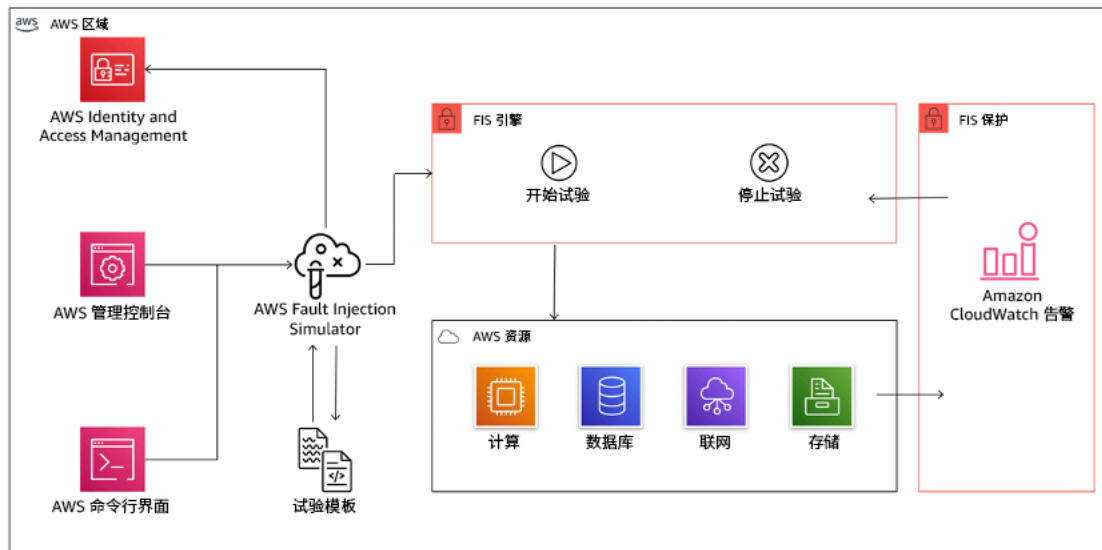 aws
AWS 区域
AWS Identity and
Access Management
AWS 管理控制台
AWS 命令行界面
AWS Fault Injection
Simulator
试验模板
FIS 引擎
开始试验
停止试验
AWS 资源
计算
数据库
联网
存储
FIS 保护
Amazon
CloudWatch 告警